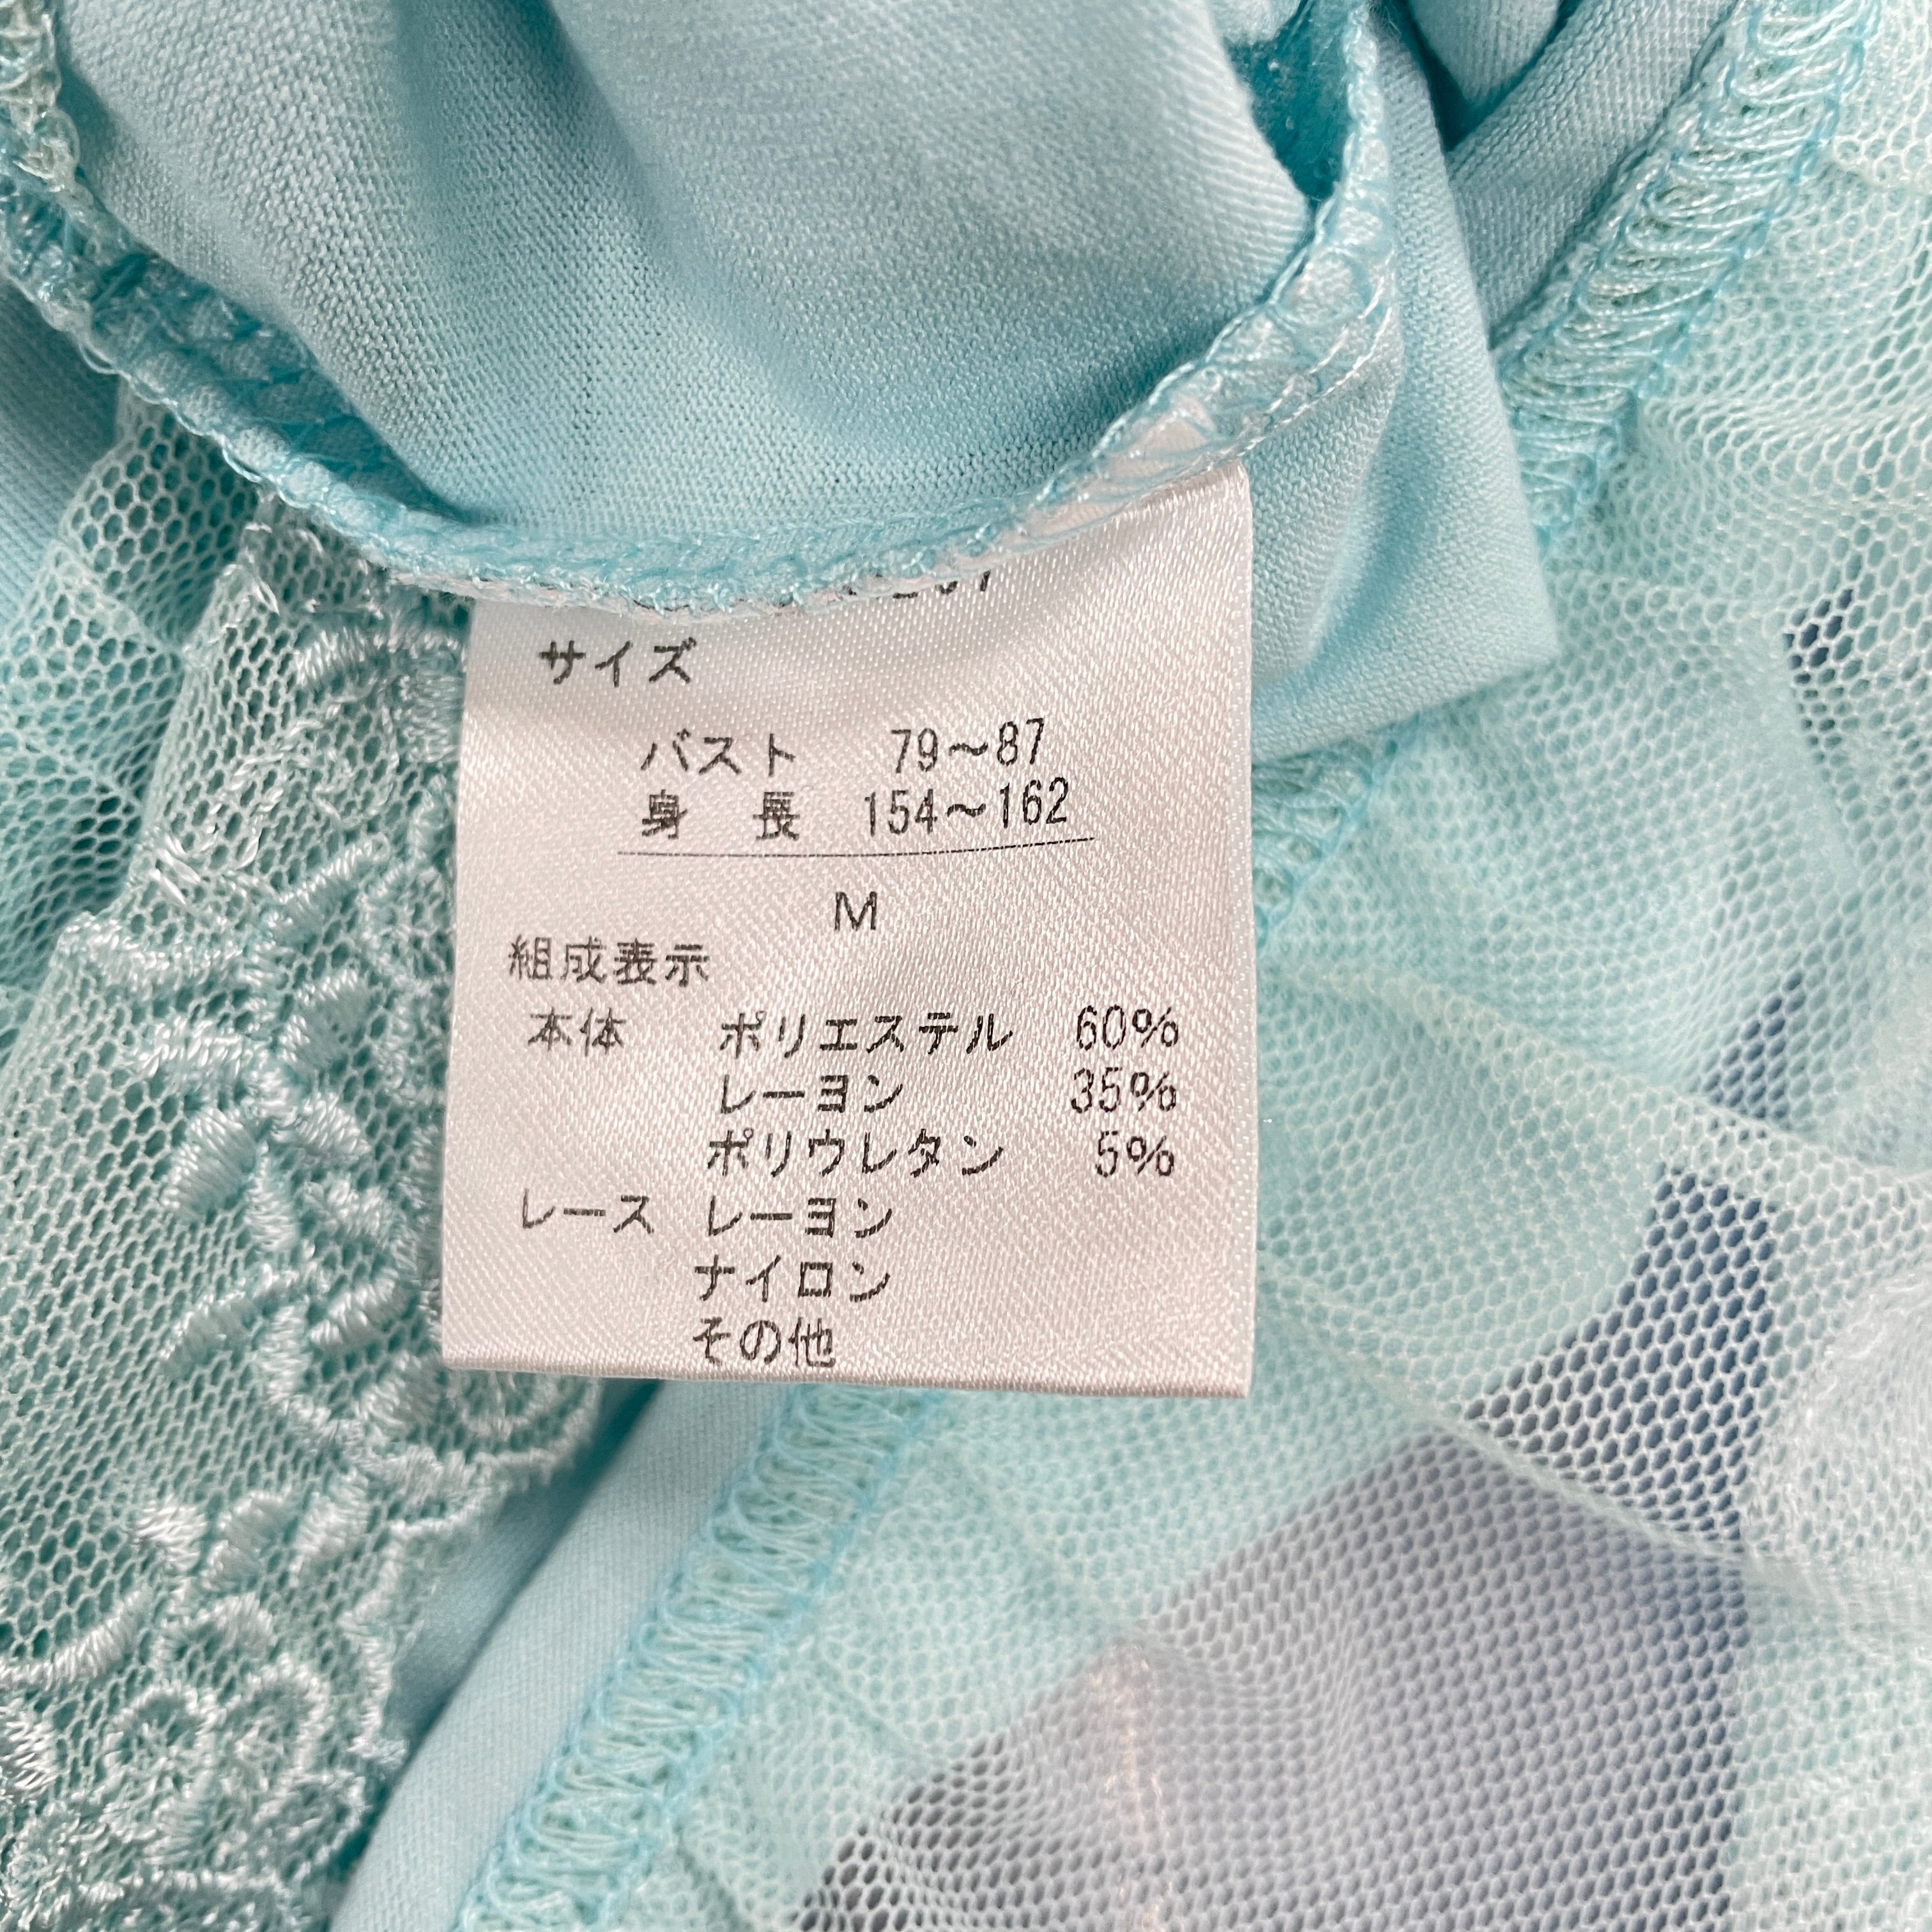 サイズ
バスト 79～87
身 長 154～162
M
組成表示
本体 ポリエステル 60%
レーヨン 35%
ポリウレタン 5%
レース レーヨン
ナイロン
その他